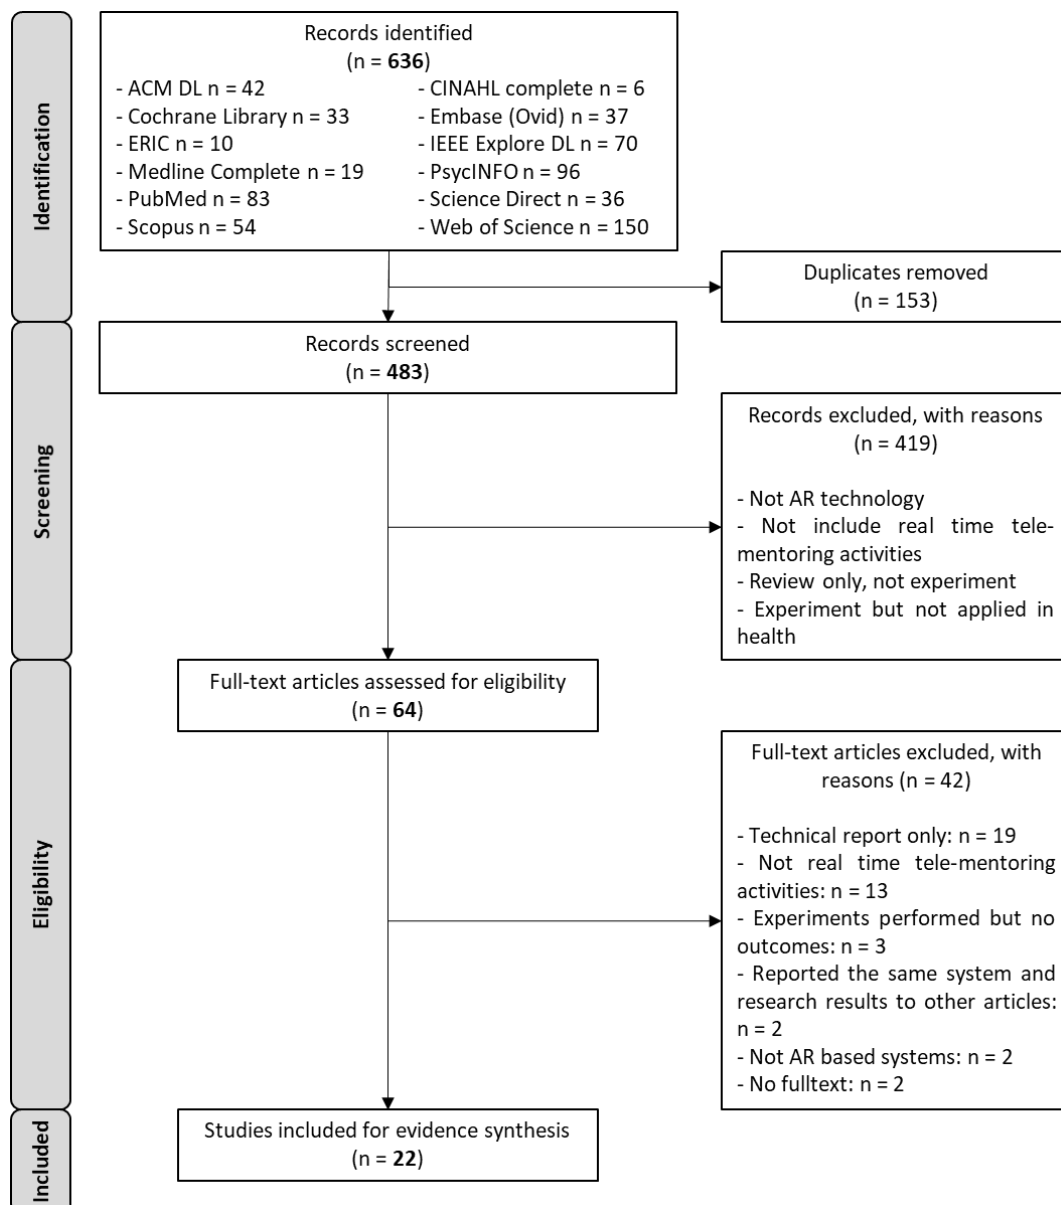 Identification
Records identified
(n = 636)
- ACM DL n = 42
- Cochrane Library n = 33
- ERIC n = 10
- Medline Complete n = 19
- PubMed n = 83
- Scopus n = 54
- CINAHL complete n = 6
- Embase (Ovid) n = 37
- IEEE Explore DL n = 70
- PsycINFO n = 96
- Science Direct n = 36
- Web of Science n = 150
Duplicates removed
(n = 153)
Screening
Records screened
(n = 483)
Records excluded, with reasons
(n = 419)
- Not AR technology
- Not include real time tele-
mentoring activities
- Review only, not experiment
- Experiment but not applied in
health
Eligibility
Full-text articles assessed for eligibility
(n = 64)
Full-text articles excluded, with
reasons (n = 42)
- Technical report only: n = 19
- Not real time tele-mentoring
activities: n = 13
- Experiments performed but no
outcomes: n = 3
- Reported the same system and
research results to other articles:
n = 2
- Not AR based systems: n = 2
- No fulltext: n = 2
Included
Studies included for evidence synthesis
(n = 22)